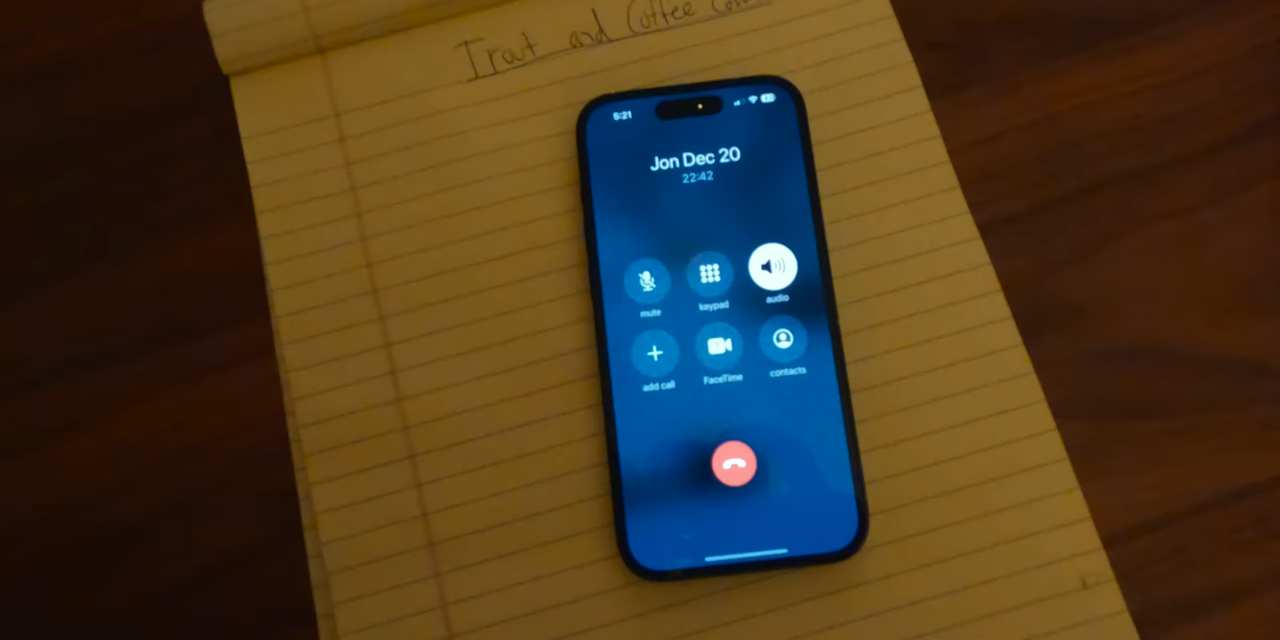 Trout and Coffee
5:21
Jon Dec 20
22:42
mute
keypad
audio
add call
FaceTime
contacts